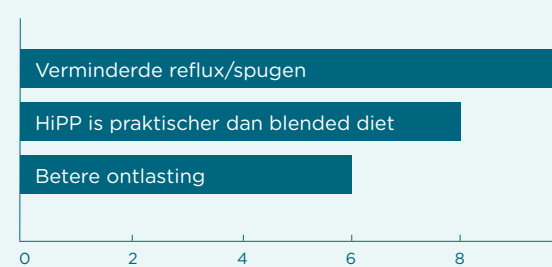 Verminderde reflux/spugen
HiPP is praktischer dan blended diet
Betere ontlasting
0 2 4 6 8